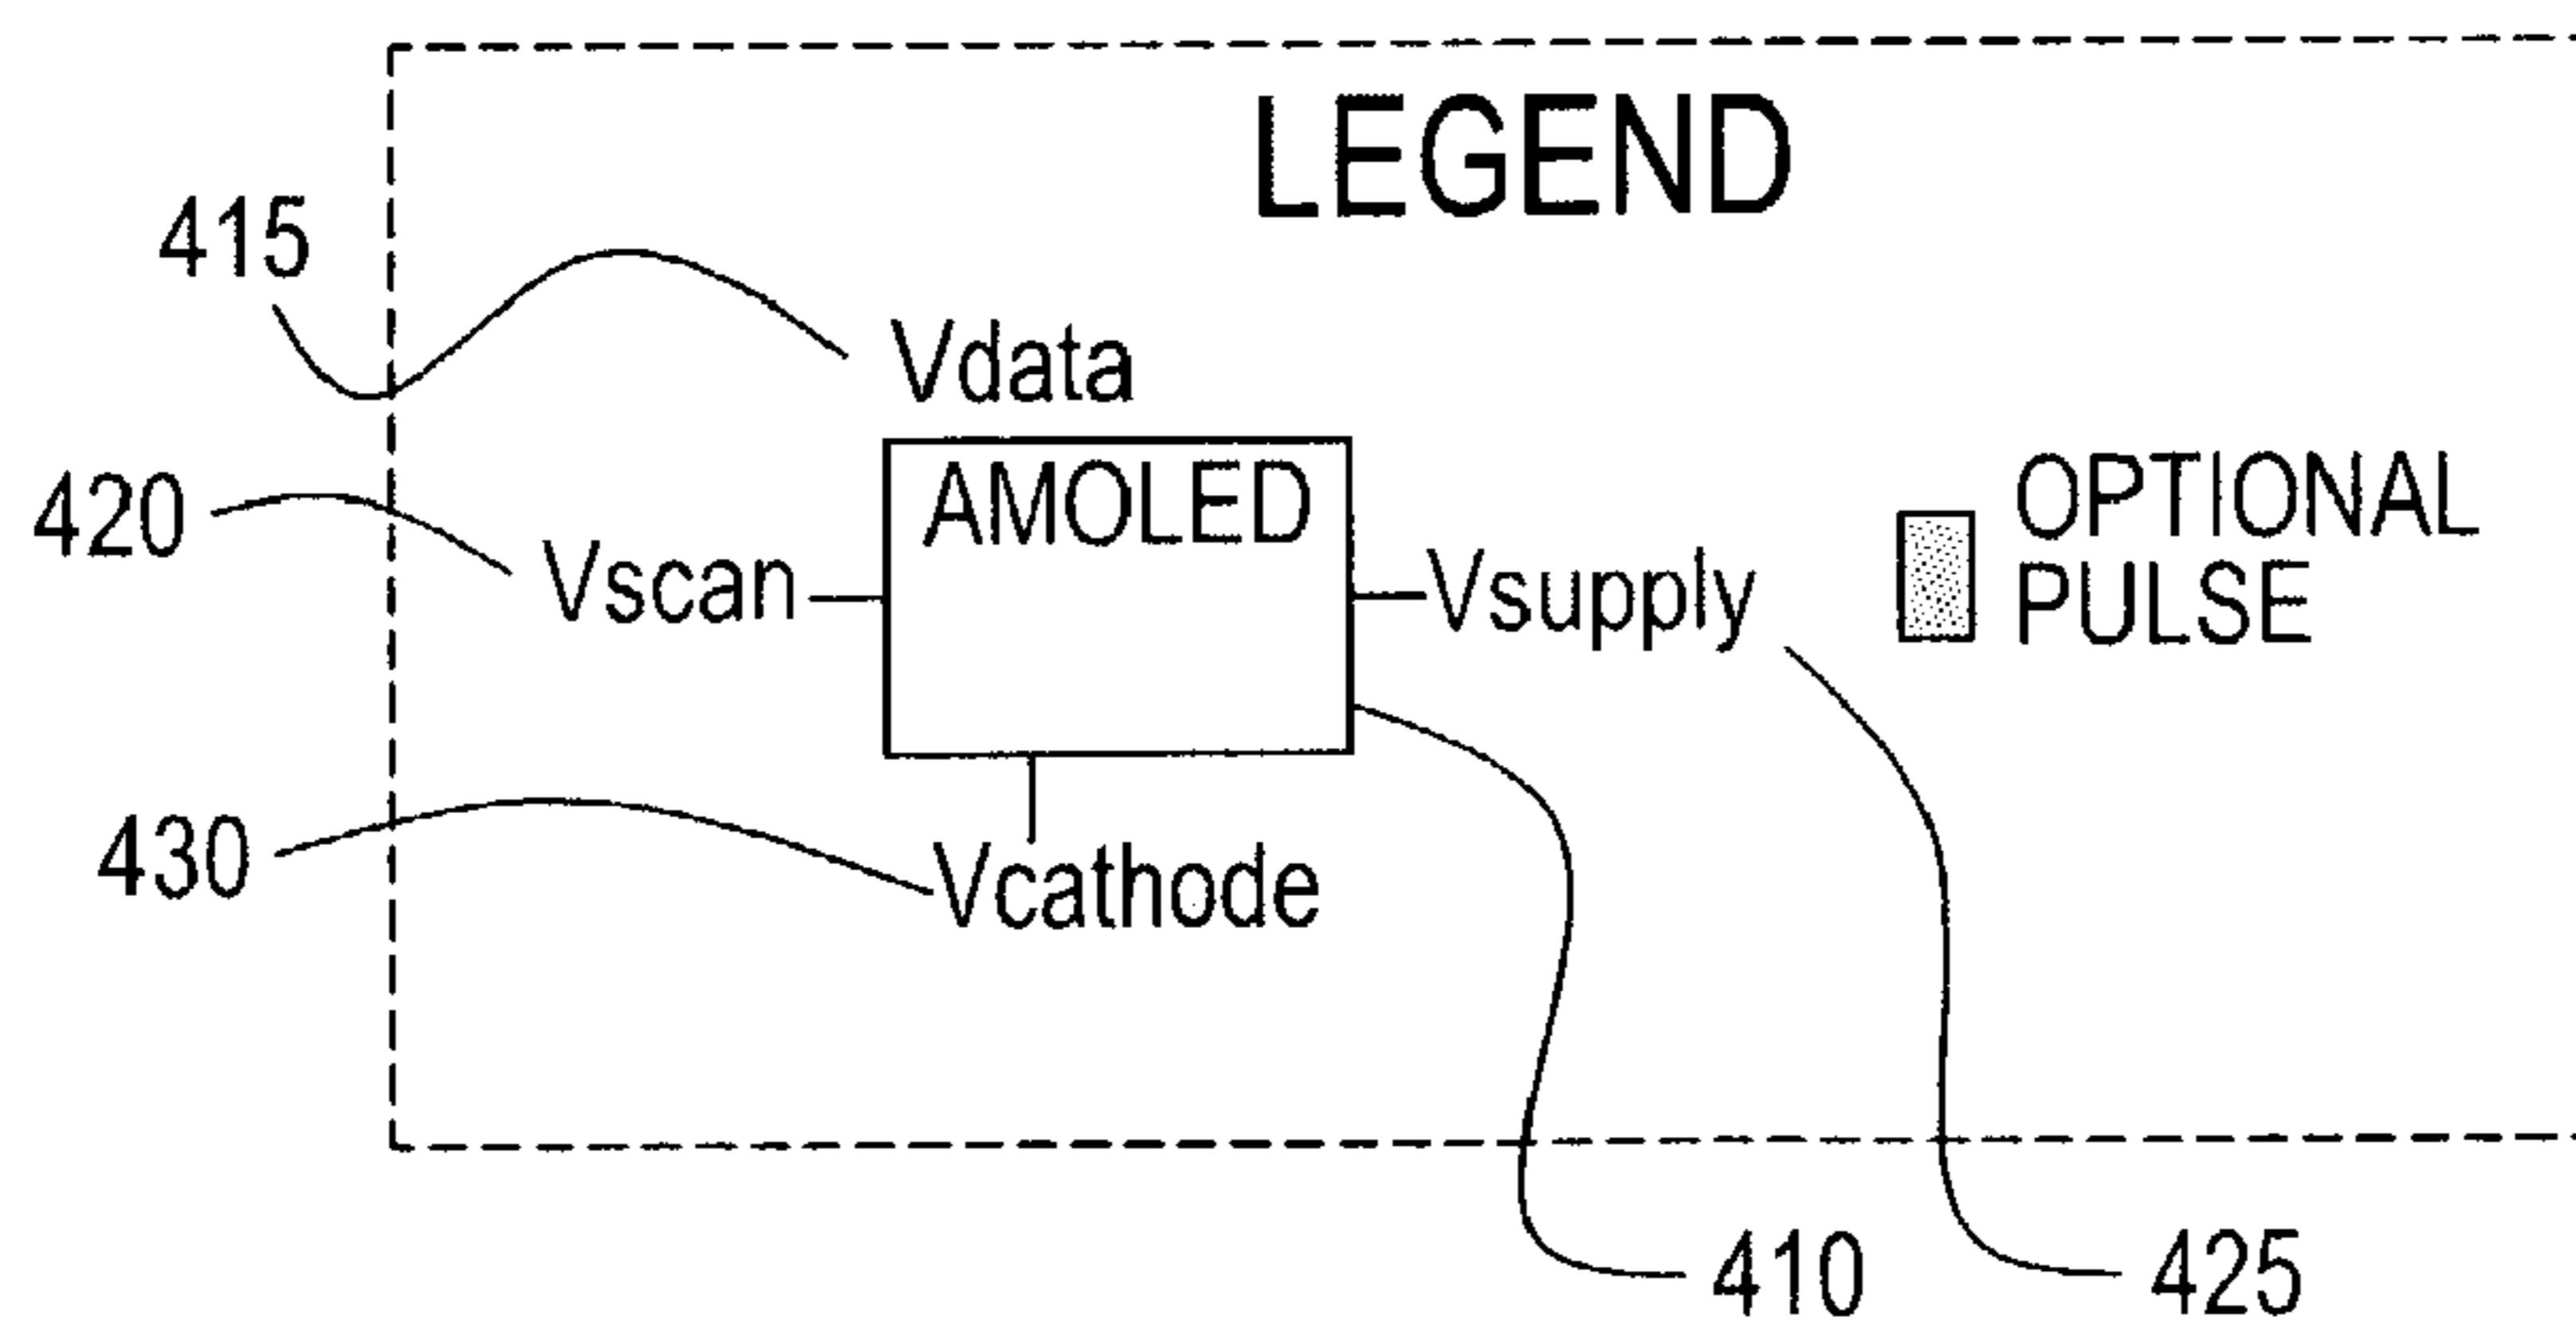 LEGEND
415
Vdata
420
AMOLED
OPTIONAL
Vscan
Vsupply
PULSE
430
Vcathode
410
425